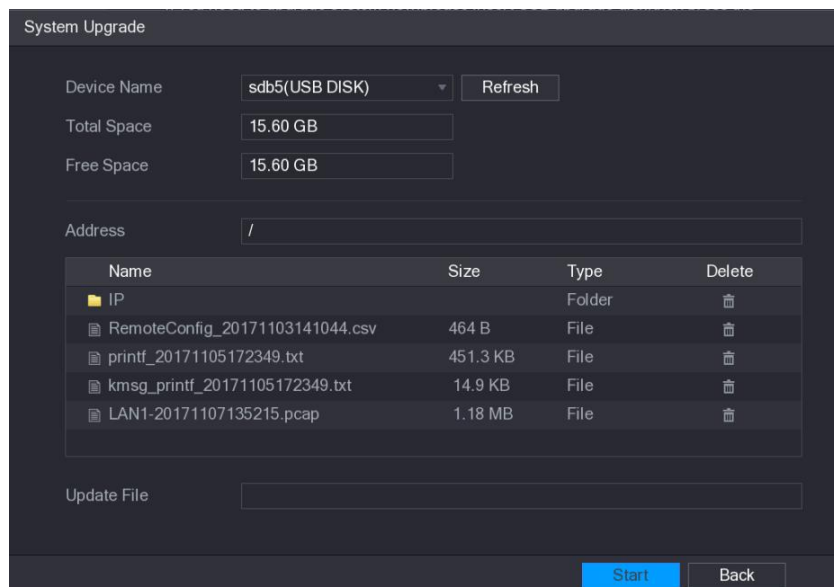 System Upgrade
Device Name sdb5(USB DISK) Refresh
Total Space 15.60 GB
Free Space 15.60 GB
Address /
Name Size Type Delete
IP Folder
RemoteConfig_20171103141044.csv 464 B File
printf_20171105172349.txt 451.3 KB File
kmsg_printf_20171105172349.txt 14.9 KB File
LAN1-20171107135215.pcap 1.18 MB File
Update File
Start Back